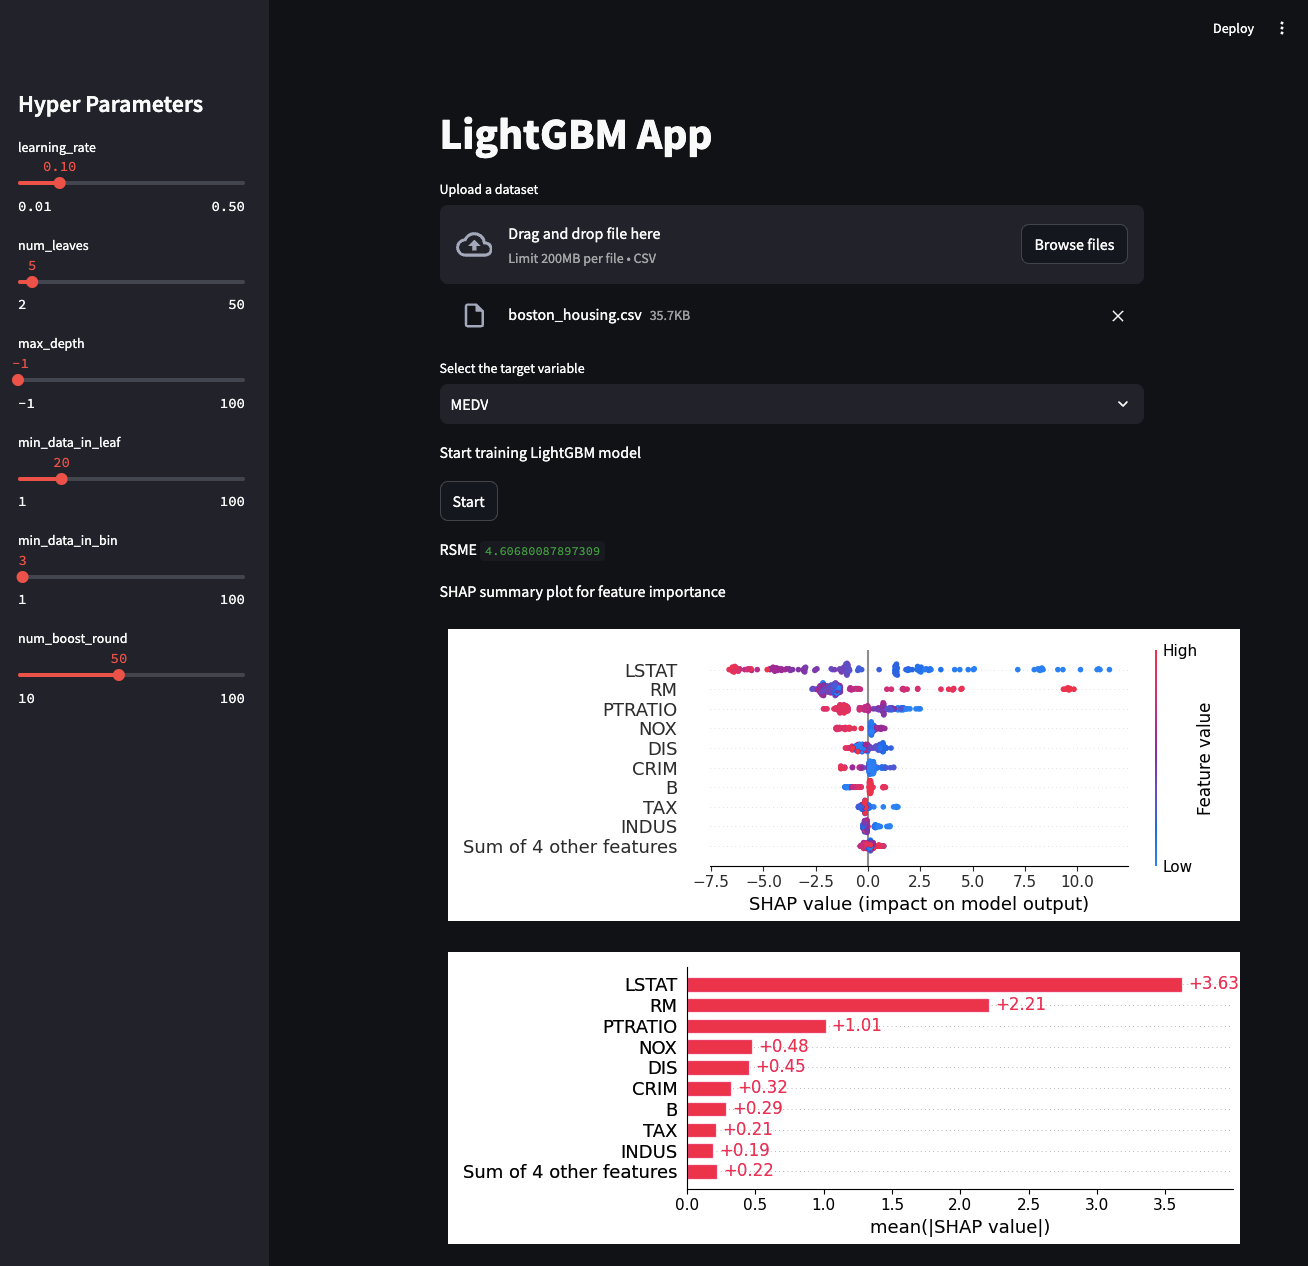 Deploy
Hyper Parameters
learning_rate
0.10
0.01 0.50
num_leaves
5
2 50
max_depth
-1
-1 100
min_data_in_leaf
20
1 100
min_data_in_bin
3
1 100
num_boost_round
50
10 100
LightGBM App
Upload a dataset
Drag and drop file here
Limit 200MB per file • CSV
Browse files
boston_housing.csv 35.7KB
Select the target variable
MEDV
Start training LightGBM model
Start
RSME 4.60680087897309
SHAP summary plot for feature importance
High
LSTAT
RM
PTRATIO
NOX
DIS
CRIM
B
TAX
INDUS
Sum of 4 other features
Feature value
Low
−7.5 −5.0 −2.5 0.0 2.5 5.0 7.5 10.0
SHAP value (impact on model output)
LSTAT +3.63
RM +2.21
PTRATIO +1.01
NOX +0.48
DIS +0.45
CRIM +0.32
B +0.29
TAX +0.21
INDUS +0.19
Sum of 4 other features +0.22
0.0 0.5 1.0 1.5 2.0 2.5 3.0 3.5
mean(|SHAP value|)